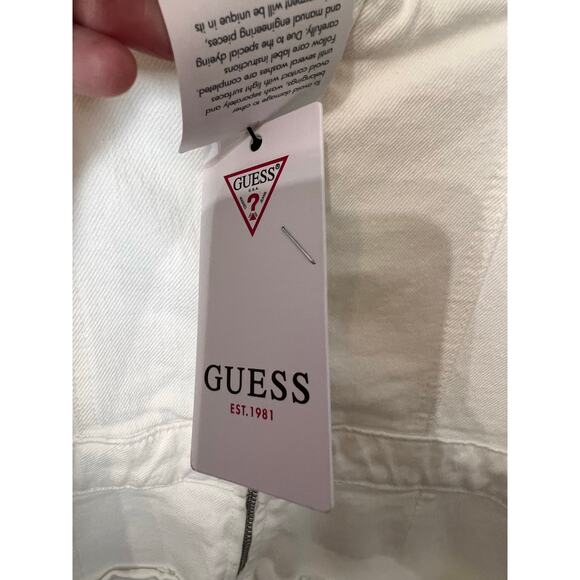 To avoid damage to other
belongings, wash separately and
avoid contact with light surfaces
until several washes are completed.
Follow care label instructions
carefully. Due to the special dyeing
and manual engineering pieces,
will be unique in its
GUESS®
U.S.A.
?
GUESS
EST. 1981